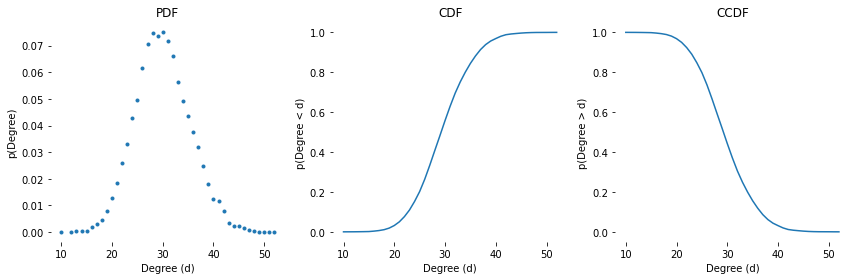 PDF
p(Degree)
0.07
0.06
0.05
0.04
0.03
0.02
0.01
0.00
10 20 30 40 50
Degree (d)
CDF
p(Degree < d)
1.0
0.8
0.6
0.4
0.2
0.0
10 20 30 40 50
Degree (d)
CCDF
p(Degree > d)
1.0
0.8
0.6
0.4
0.2
0.0
10 20 30 40 50
Degree (d)